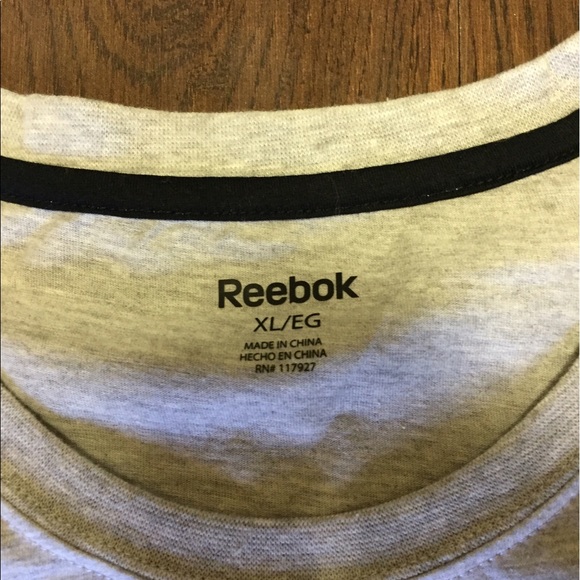 Reebok
XL/EG
MADE IN CHINA
HECHO EN CHINA
RN# 117927